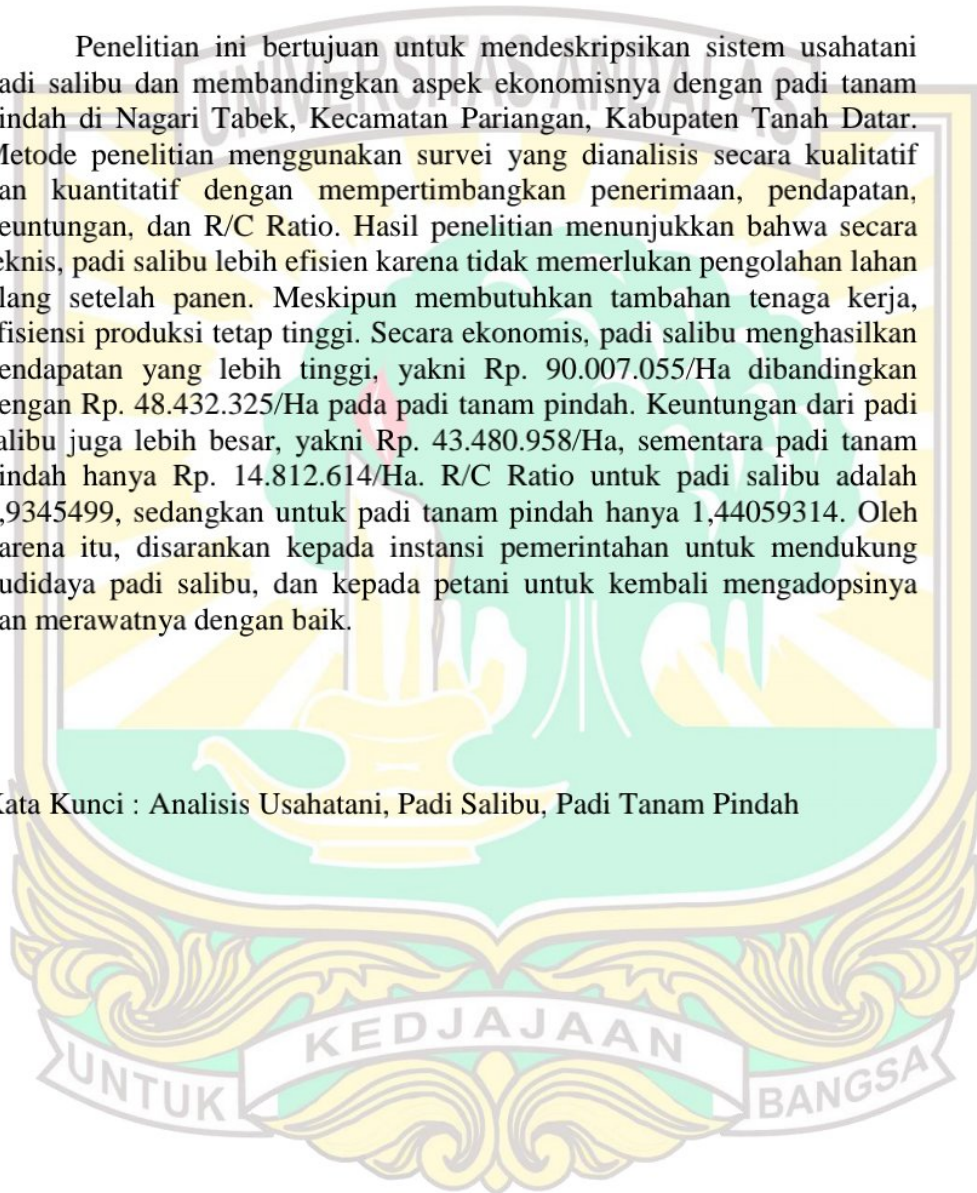 Penelitian ini bertujuan untuk mendeskripsikan sistem usahatani
adi salibu dan membandingkan aspek ekonomisnya dengan padi tanam
indah di Nagari Tabek, Kecamatan Pariangan, Kabupaten Tanah Datar.
Metode penelitian menggunakan survei yang dianalisis secara kualitatif
an kuantitatif dengan mempertimbangkan penerimaan, pendapatan,
euntungan, dan R/C Ratio. Hasil penelitian menunjukkan bahwa secara
eknis, padi salibu lebih efisien karena tidak memerlukan pengolahan lahan
lang setelah panen. Meskipun membutuhkan tambahan tenaga kerja,
fisiensi produksi tetap tinggi. Secara ekonomis, padi salibu menghasilkan
endapatan yang lebih tinggi, yakni Rp. 90.007.055/Ha dibandingkan
engan Rp. 48.432.325/Ha pada padi tanam pindah. Keuntungan dari padi
alibu juga lebih besar, yakni Rp. 43.480.958/Ha, sementara padi tanam
indah hanya Rp. 14.812.614/Ha. R/C Ratio untuk padi salibu adalah
,9345499, sedangkan untuk padi tanam pindah hanya 1,44059314. Oleh
arena itu, disarankan kepada instansi pemerintahan untuk mendukung
udidaya padi salibu, dan kepada petani untuk kembali mengadopsinya
an merawatnya dengan baik.
Kata Kunci : Analisis Usahatani, Padi Salibu, Padi Tanam Pindah
UNIVERSITAS ANDALAS
UNTUK KEDJAJAAN BANGSA